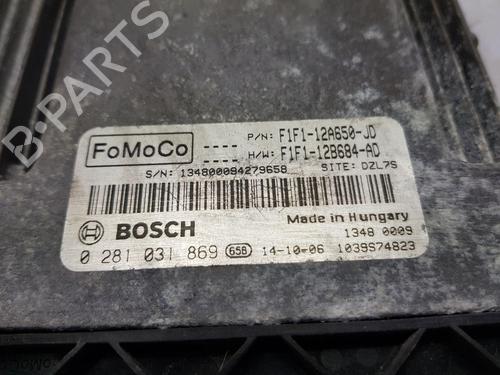 B-PARTS
FoMoCo
P/N: F1F1-12A650-JD
---- H/W: F1F1-12B684-AD
S/N: 134800094279658 SITE: DZL7S
BOSCH
Made in Hungary
1348 0009
0 281 031 869 658 14-10-06 1039S74823